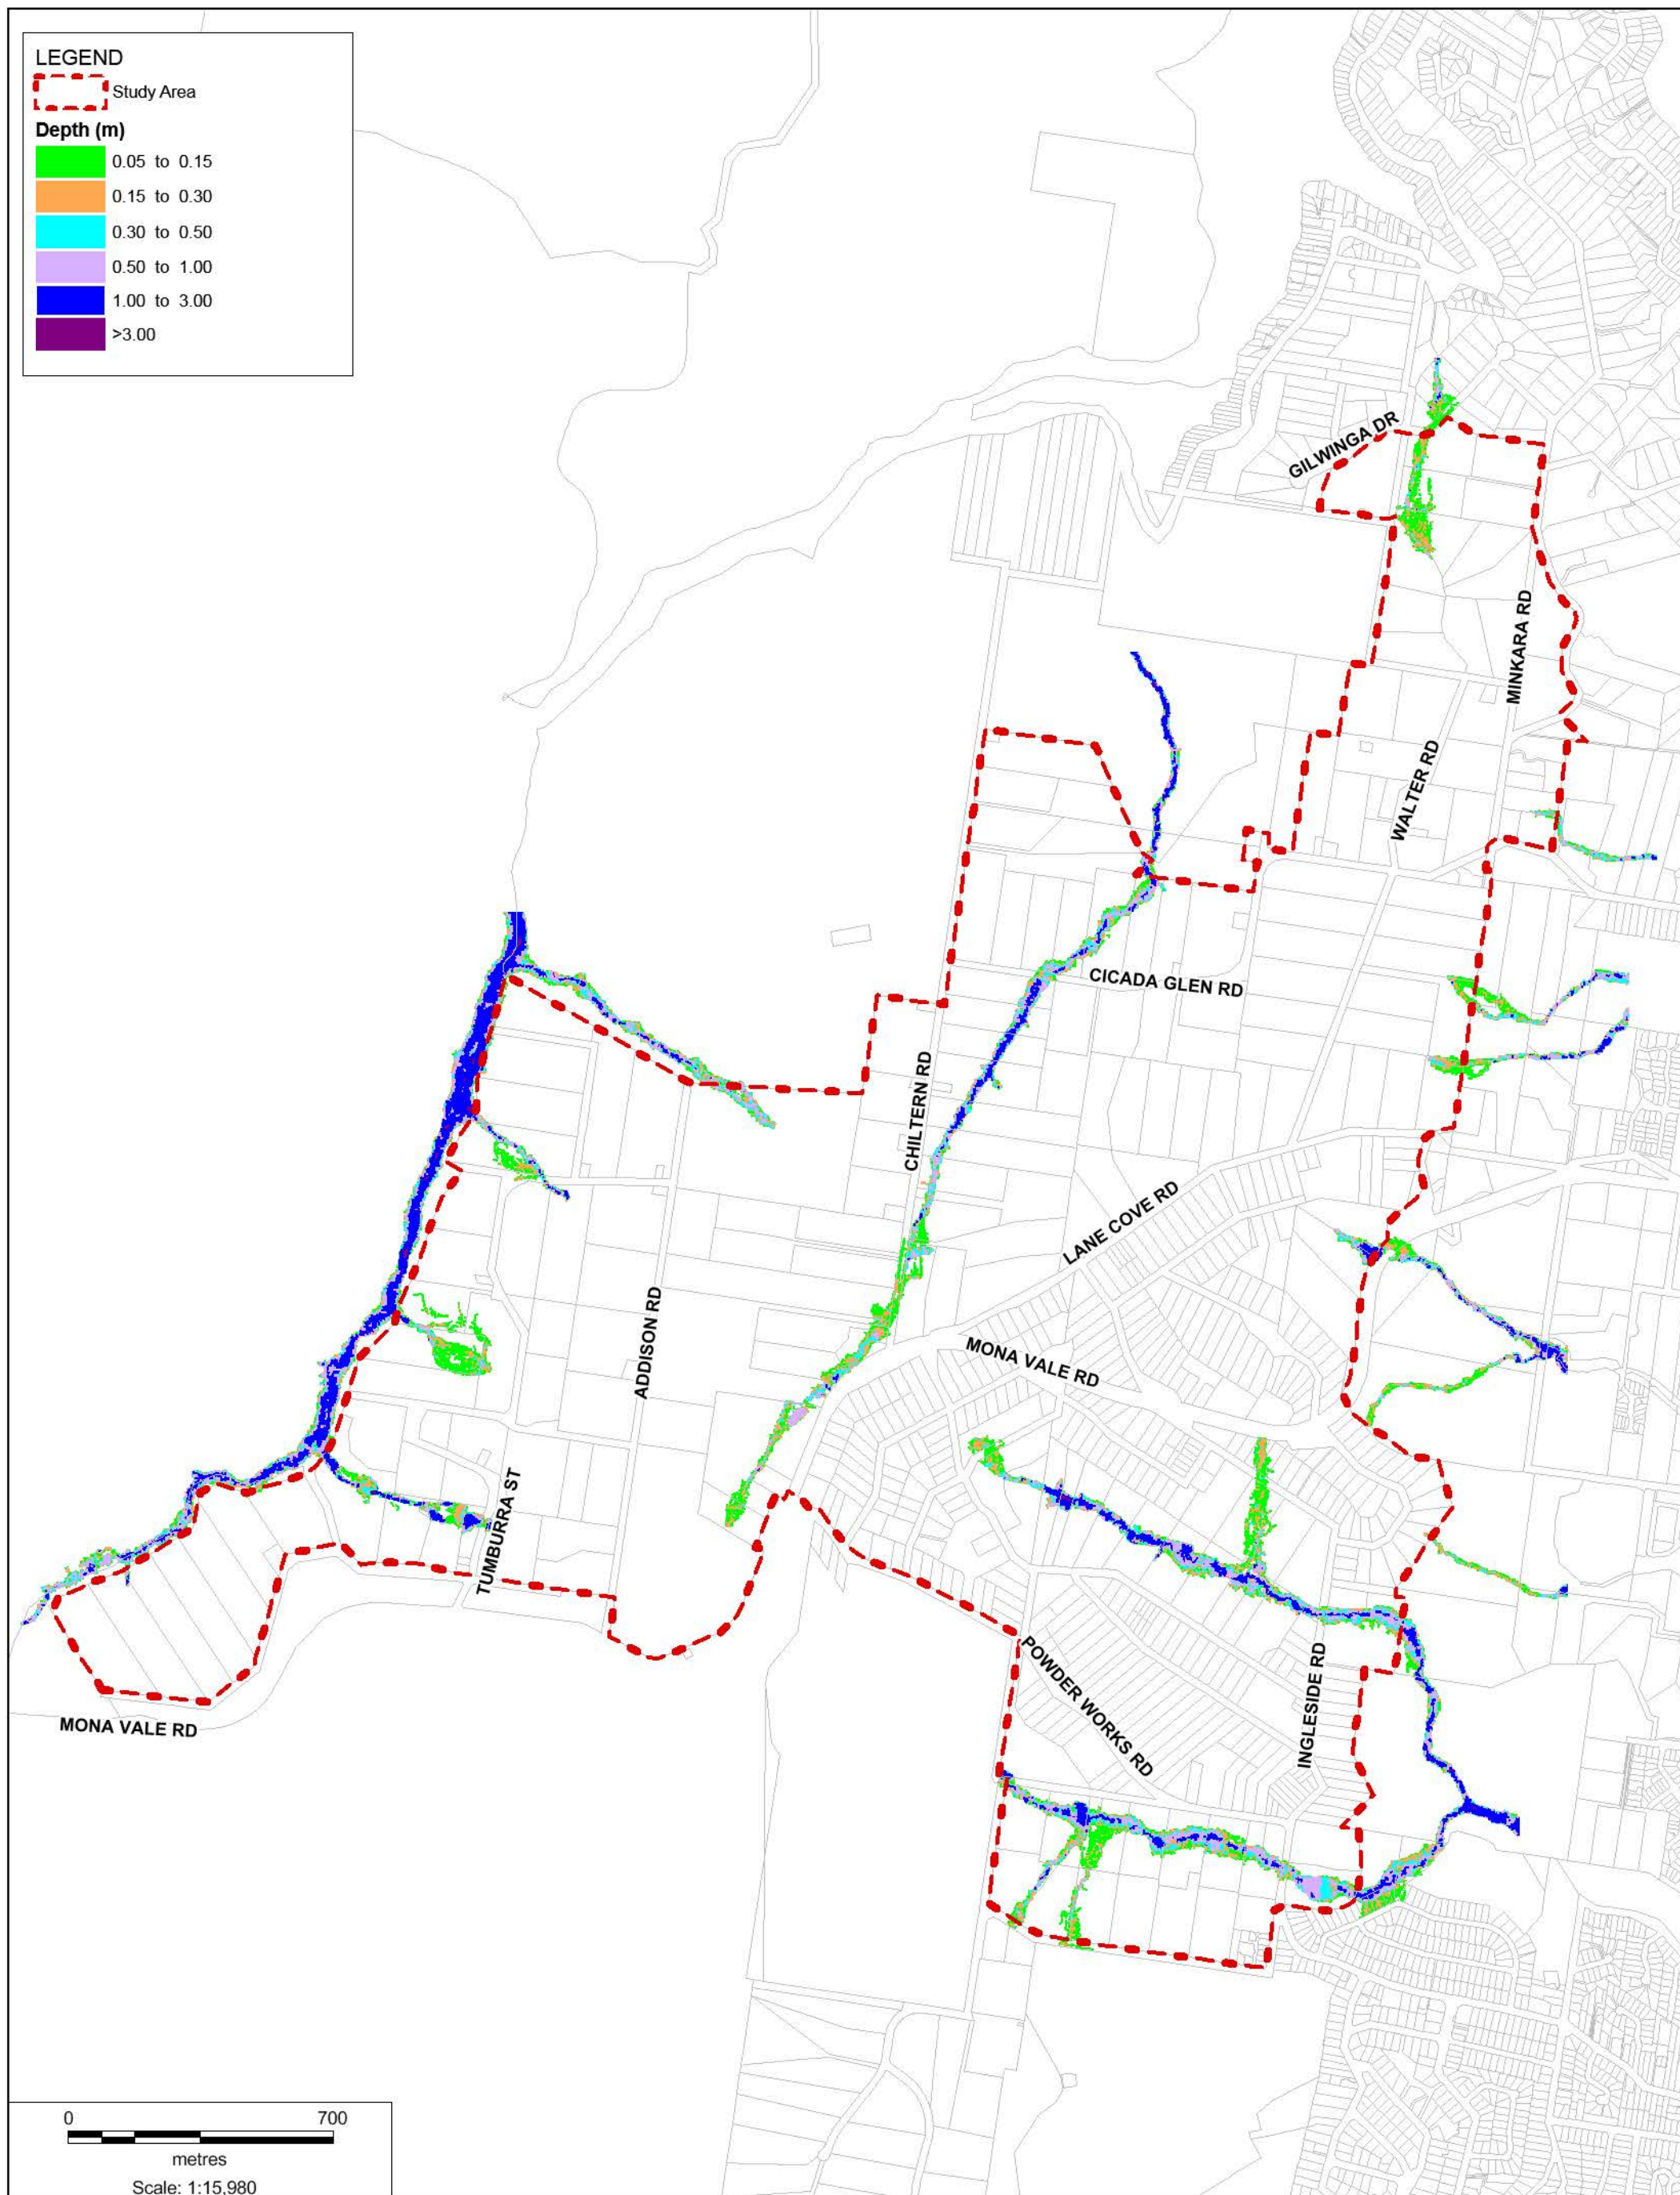 LEGEND
Study Area
Depth (m)
0.05 to 0.15
0.15 to 0.30
0.30 to 0.50
0.50 to 1.00
1.00 to 3.00
>3.00
GILWINGA DR
MINKARA RD
WALTER RD
CICADA GLEN RD
CHILTERN RD
LANE COVE RD
ADDISON RD
MONA VALE RD
TUMBURRA ST
POWDER WORKS RD
INGLESIDE RD
MONA VALE RD
0 700
metres
Scale: 1:15,980